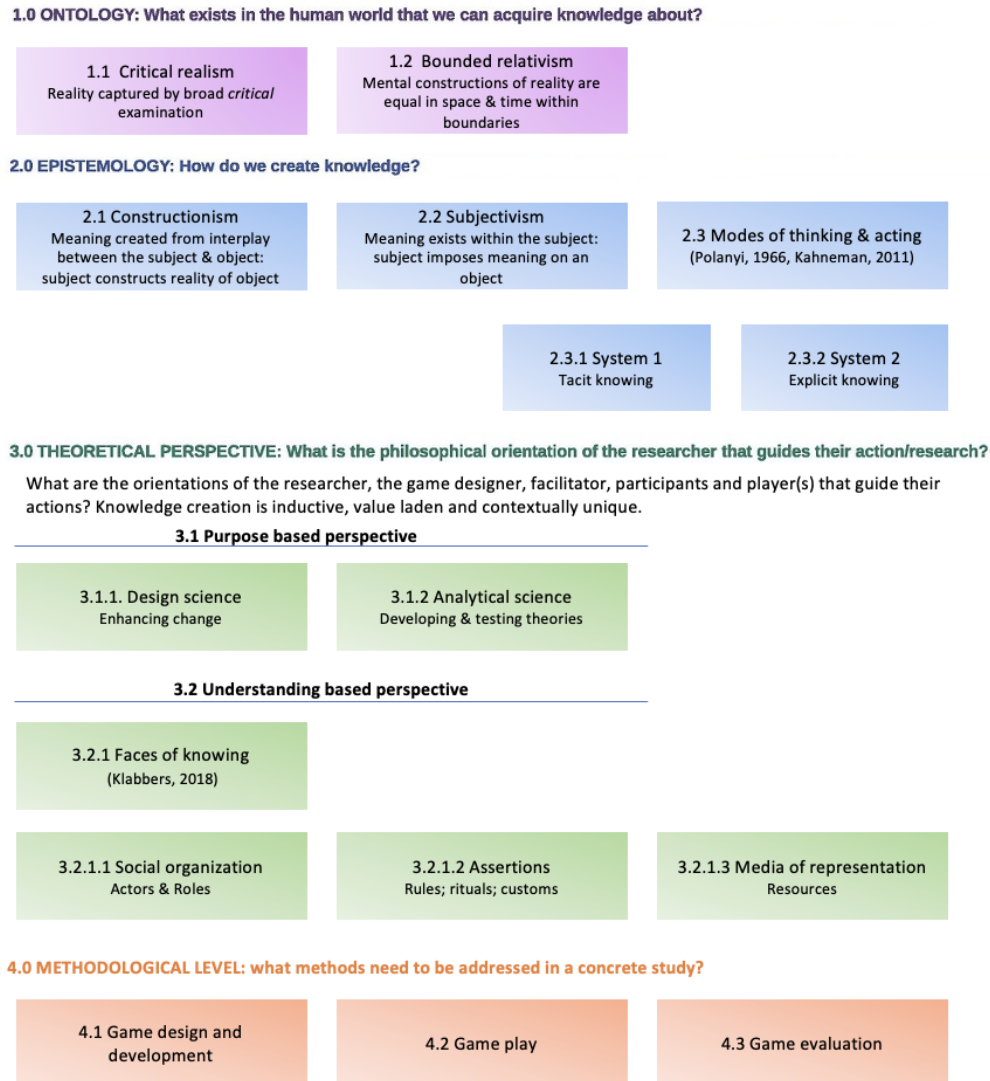 1.0 ONTOLOGY: What exists in the human world that we can acquire knowledge about?
1.1 Critical realism
Reality captured by broad critical
examination
1.2 Bounded relativism
Mental constructions of reality are
equal in space & time within
boundaries
2.0 EPISTEMOLOGY: How do we create knowledge?
2.1 Constructionism
Meaning created from interplay
between the subject & object:
subject constructs reality of object
2.2 Subjectivism
Meaning exists within the subject:
subject imposes meaning on an
object
2.3 Modes of thinking & acting
(Polanyi, 1966, Kahneman, 2011)
2.3.1 System 1
Tacit knowing
2.3.2 System 2
Explicit knowing
3.0 THEORETICAL PERSPECTIVE: What is the philosophical orientation of the researcher that guides their action/research?
What are the orientations of the researcher, the game designer, facilitator, participants and player(s) that guide their
actions? Knowledge creation is inductive, value laden and contextually unique.
3.1 Purpose based perspective
3.1.1. Design science
Enhancing change
3.1.2 Analytical science
Developing & testing theories
3.2 Understanding based perspective
3.2.1 Faces of knowing
(Klabbers, 2018)
3.2.1.1 Social organization
Actors & Roles
3.2.1.2 Assertions
Rules; rituals; customs
3.2.1.3 Media of representation
Resources
4.0 METHODOLOGICAL LEVEL: what methods need to be addressed in a concrete study?
4.1 Game design and
development
4.2 Game play
4.3 Game evaluation